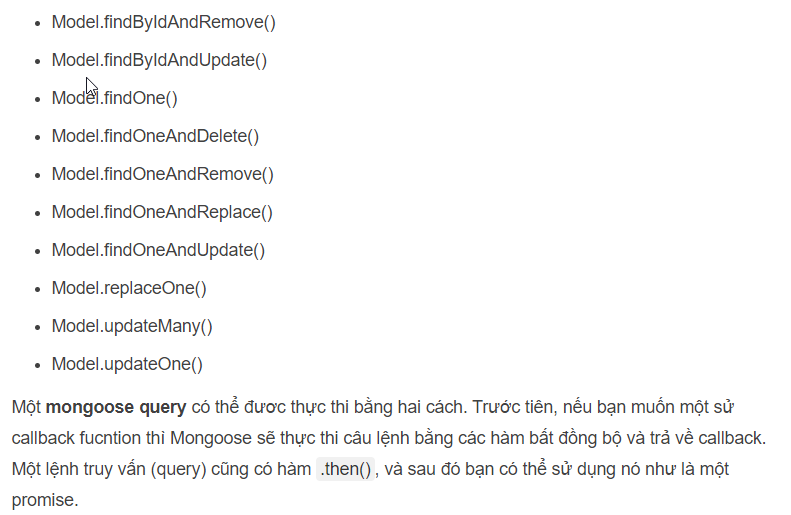 Model.findByIdAndRemove()
Model.findByIdAndUpdate()
Model.findOne()
Model.findOneAndDelete()
Model.findOneAndRemove()
Model.findOneAndReplace()
Model.findOneAndUpdate()
Model.replaceOne()
Model.updateMany()
Model.updateOne()
Một mongoose query có thể đươc thực thi bằng hai cách. Trước tiên, nếu bạn muốn một sử
callback fucntion thì Mongoose sẽ thực thi câu lệnh bằng các hàm bất đồng bộ và trả về callback.
Một lệnh truy vấn (query) cũng có hàm .then(), và sau đó bạn có thể sử dụng nó như là một
promise.